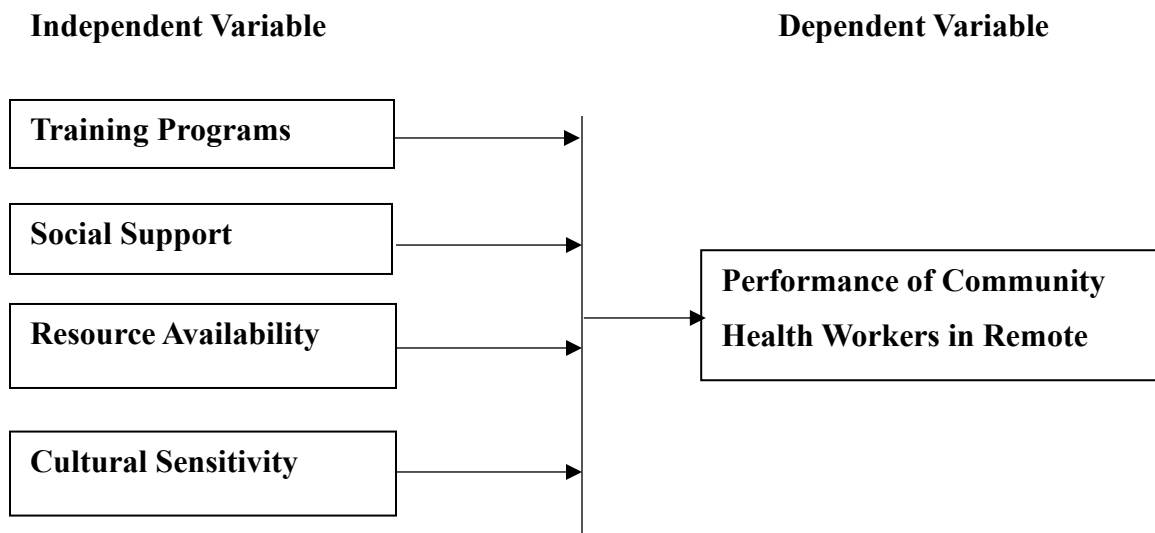 Independent Variable
Dependent Variable
Training Programs
Social Support
Resource Availability
Cultural Sensitivity
Performance of Community
Health Workers in Remote